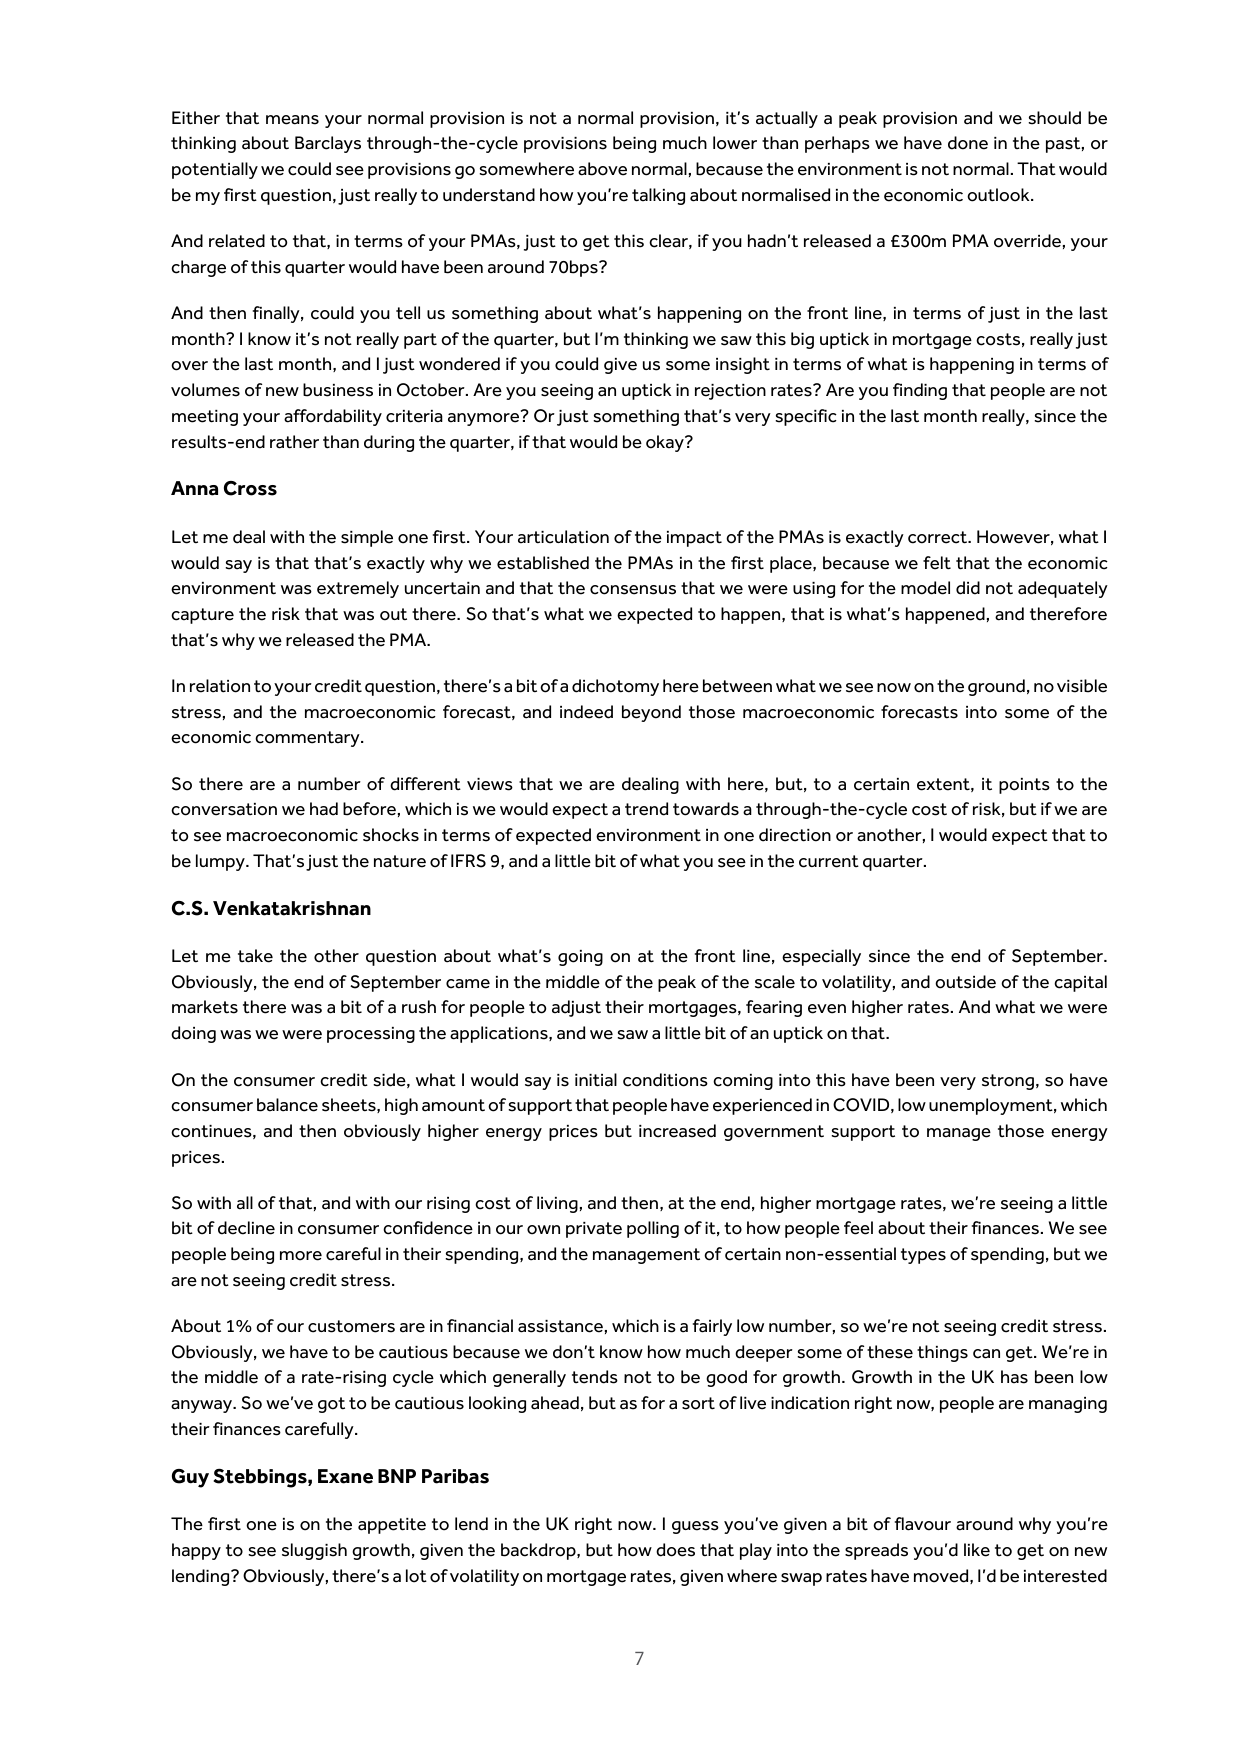 Either that means your normal provision is not a normal provision, it's actually a peak provision and we should be
thinking about Barclays through-the-cycle provisions being much lower than perhaps we have done in the past, or
potentially we could see provisions go somewhere above normal, because the environment is not normal. That would
be my first question, just really to understand how you're talking about normalised in the economic outlook.
And related to that, in terms of your PMAs, just to get this clear, if you hadn't released a £300m PMA override, your
charge of this quarter would have been around 70bps?
And then finally, could you tell us something about what's happening on the front line, in terms of just in the last
month? I know it's not really part of the quarter, but I'm thinking we saw this big uptick in mortgage costs, really just
over the last month, and I just wondered if you could give us some insight in terms of what is happening in terms of
volumes of new business in October. Are you seeing an uptick in rejection rates? Are you finding that people are not
meeting your affordability criteria anymore? Or just something that's very specific in the last month really, since the
results-end rather than during the quarter, if that would be okay?
Anna Cross
Let me deal with the simple one first. Your articulation of the impact of the PMAs is exactly correct. However, what I
would say is that that's exactly why we established the PMAs in the first place, because we felt that the economic
environment was extremely uncertain and that the consensus that we were using for the model did not adequately
capture the risk that was out there. So that's what we expected to happen, that is what's happened, and therefore
that's why we released the PMA.
In relation to your credit question, there's a bit of a dichotomy here between what we see now on the ground, no visible
stress, and the macroeconomic forecast, and indeed beyond those macroeconomic forecasts into some of the
economic commentary.
So there are a number of different views that we are dealing with here, but, to a certain extent, it points to the
conversation we had before, which is we would expect a trend towards a through-the-cycle cost of risk, but if we are
to see macroeconomic shocks in terms of expected environment in one direction or another, I would expect that to
be lumpy. That's just the nature of IFRS 9, and a little bit of what you see in the current quarter.
C.S. Venkatakrishnan
Let me take the other question about what's going on at the front line, especially since the end of September.
Obviously, the end of September came in the middle of the peak of the scale to volatility, and outside of the capital
markets there was a bit of a rush for people to adjust their mortgages, fearing even higher rates. And what we were
doing was we were processing the applications, and we saw a little bit of an uptick on that.
On the consumer credit side, what I would say is initial conditions coming into this have been very strong, so have
consumer balance sheets, high amount of support that people have experienced in COVID, low unemployment, which
continues, and then obviously higher energy prices but increased government support to manage those energy
prices.
So with all of that, and with our rising cost of living, and then, at the end, higher mortgage rates, we're seeing a little
bit of decline in consumer confidence in our own private polling of it, to how people feel about their finances. We see
people being more careful in their spending, and the management of certain non-essential types of spending, but we
are not seeing credit stress.
About 1% of our customers are in financial assistance, which is a fairly low number, so we're not seeing credit stress.
Obviously, we have to be cautious because we don't know how much deeper some of these things can get. We're in
the middle of a rate-rising cycle which generally tends not to be good for growth. Growth in the UK has been low
anyway. So we've got to be cautious looking ahead, but as for a sort of live indication right now, people are managing
their finances carefully.
Guy Stebbings, Exane BNP Paribas
The first one is on the appetite to lend in the UK right now. I guess you've given a bit of flavour around why you're
happy to see sluggish growth, given the backdrop, but how does that play into the spreads you'd like to get on new
lending? Obviously, there's a lot of volatility on mortgage rates, given where swap rates have moved, I'd be interested
7